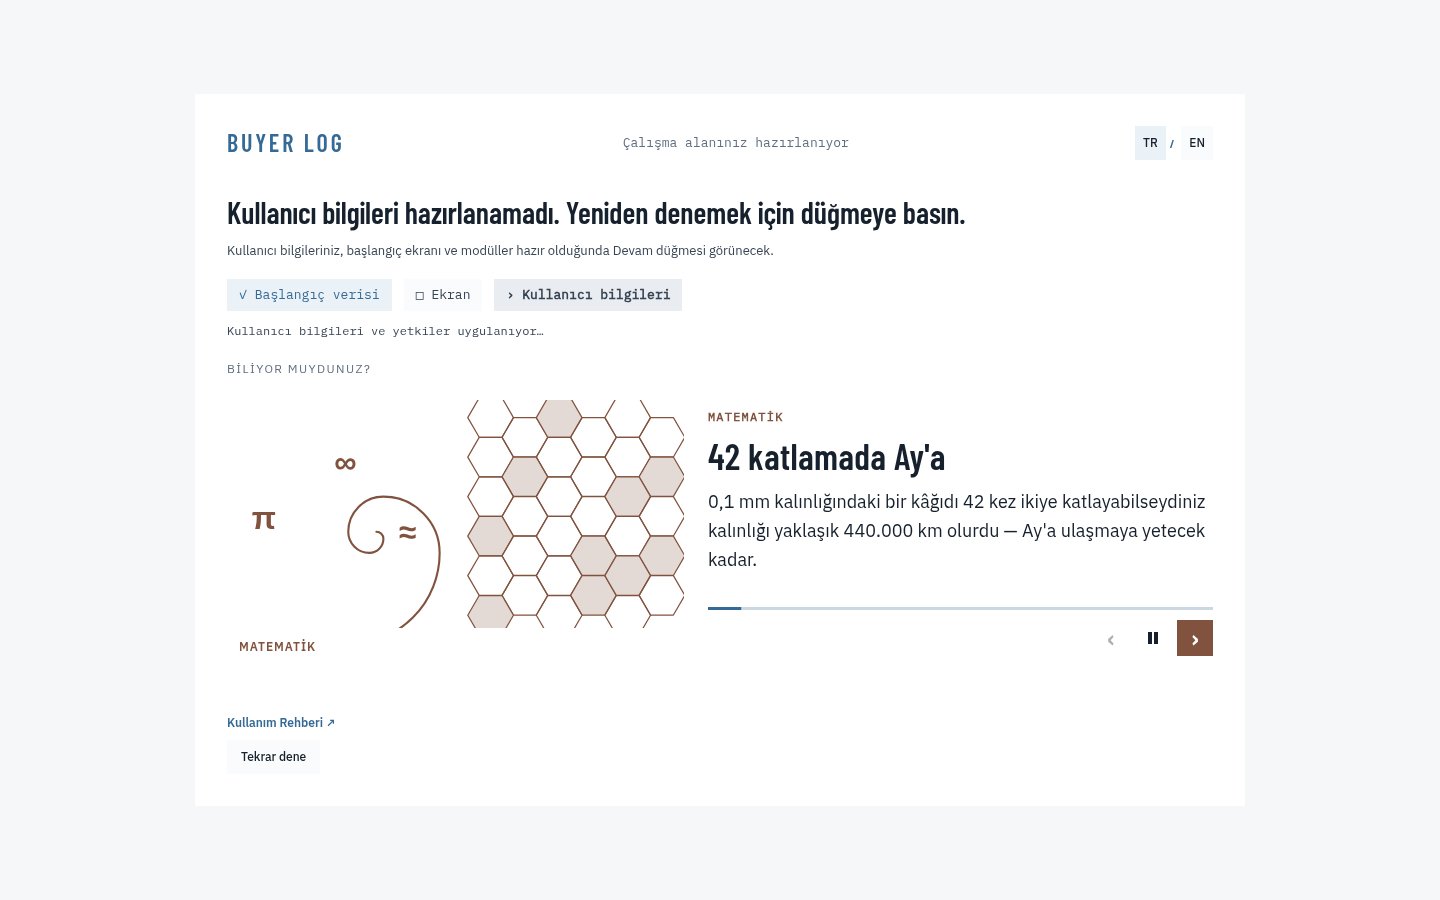 BUYER LOG
Çalışma alanınız hazırlanıyor
TR / EN
Kullanıcı bilgileri hazırlanamadı. Yeniden denemek için düğmeye basın.
Kullanıcı bilgileriniz, başlangıç ekranı ve modüller hazır olduğunda Devam düğmesi görünecek.
✓ Başlangıç verisi
□ Ekran
› Kullanıcı bilgileri
Kullanıcı bilgileri ve yetkiler uygulanıyor…
BİLİYOR MUYDUNUZ?
∞
π
≈
MATEMATİK
MATEMATİK
42 katlamada Ay'a
0,1 mm kalınlığındaki bir kâğıdı 42 kez ikiye katlayabilseydiniz
kalınlığı yaklaşık 440.000 km olurdu — Ay'a ulaşmaya yetecek
kadar.
‹ ›
Kullanım Rehberi ↗
Tekrar dene